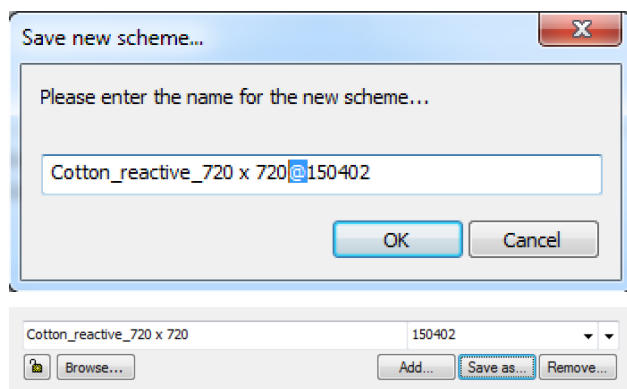 Save new scheme...
Please enter the name for the new scheme...
Cotton_reactive_720 x 720@150402
OK Cancel
Cotton_reactive_720 x 720 150402
Browse... Add... Save as... Remove...